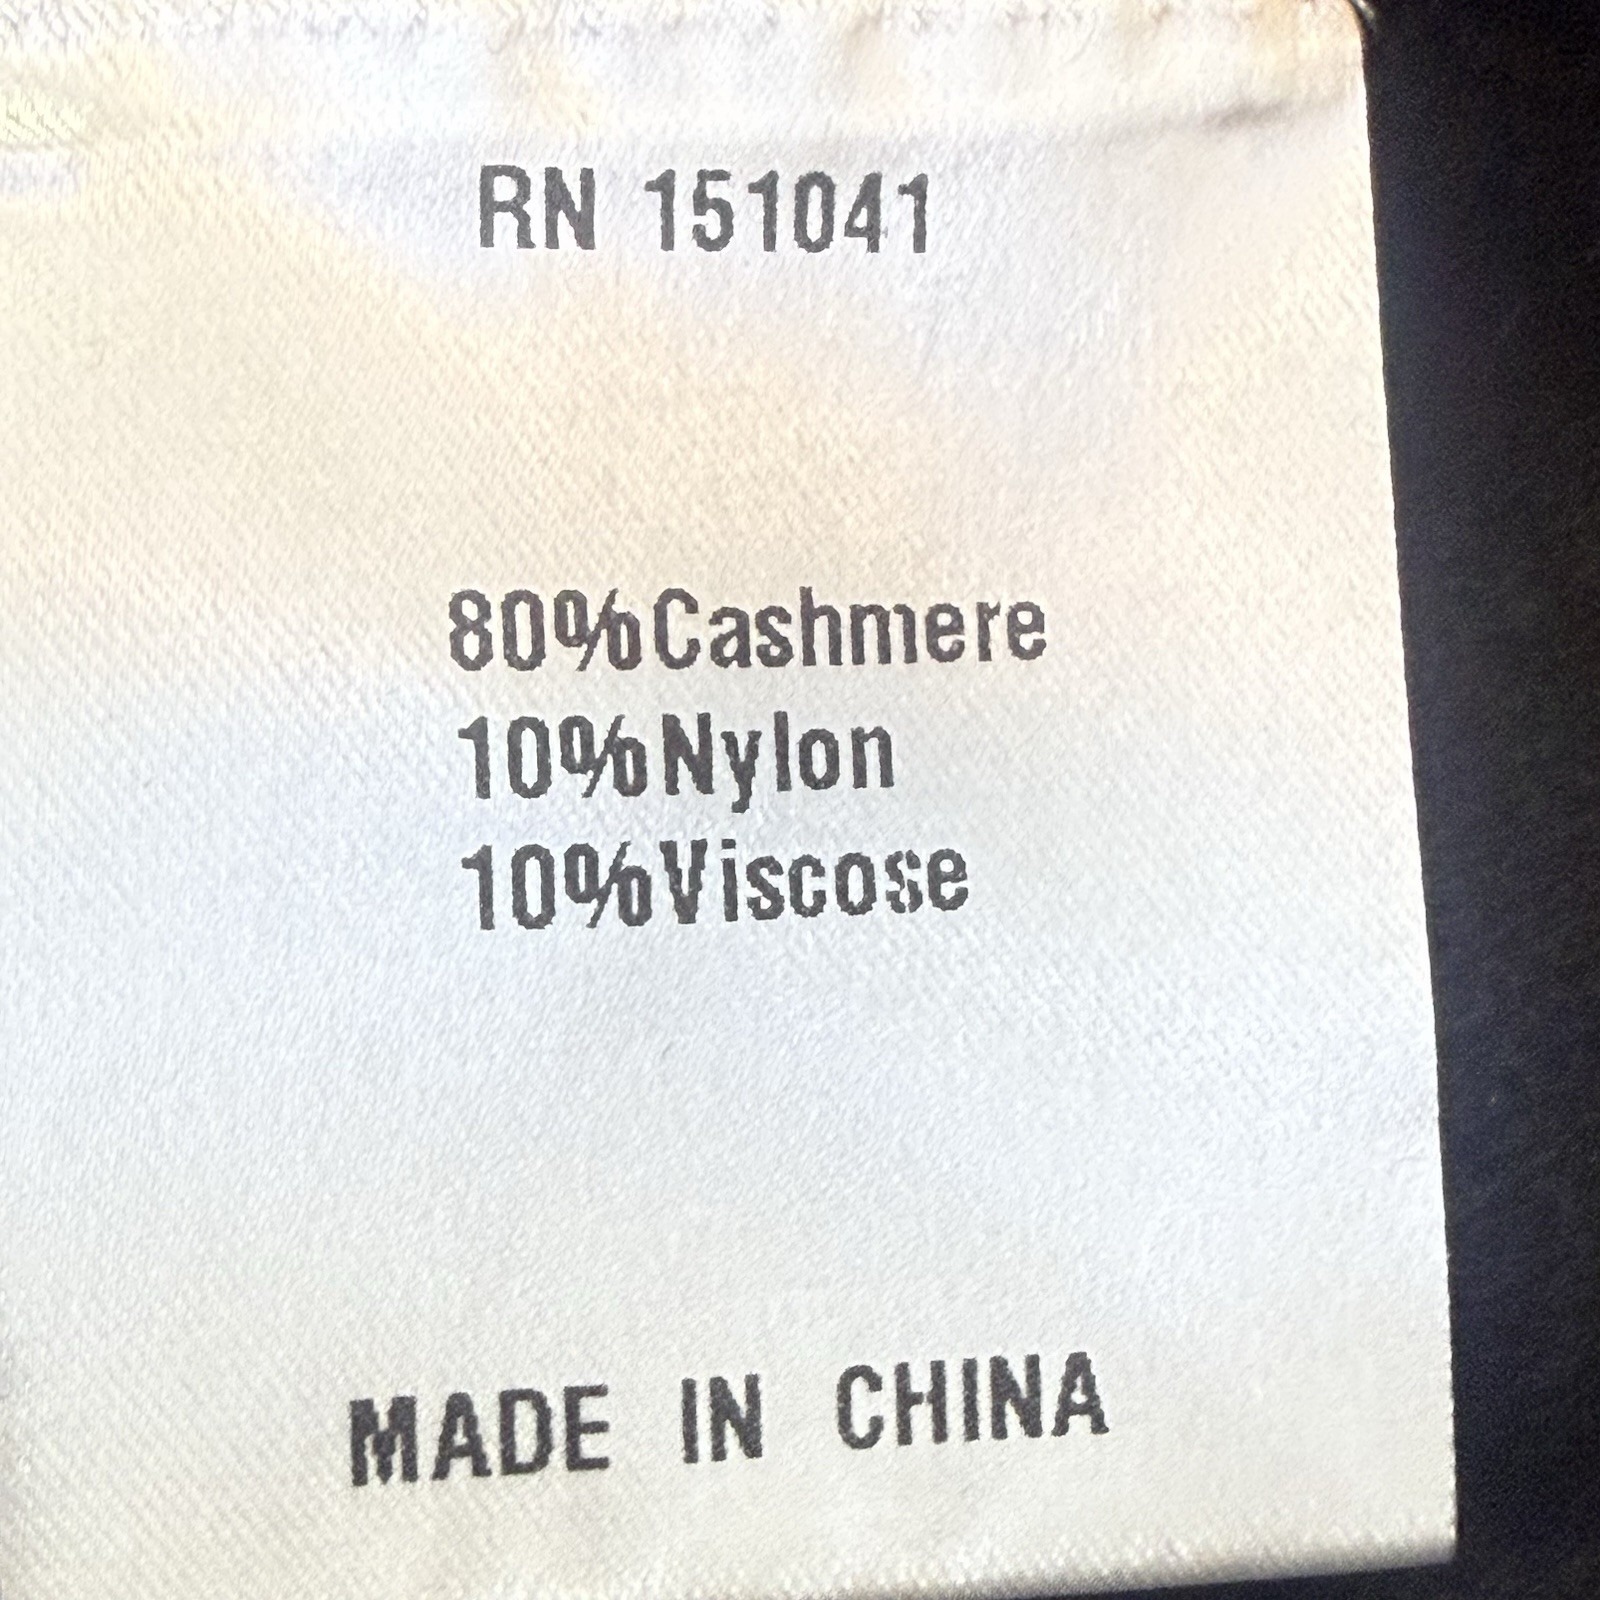 RN 151041
80%Cashmere
10%Nylon
10%Viscose
MADE IN CHINA